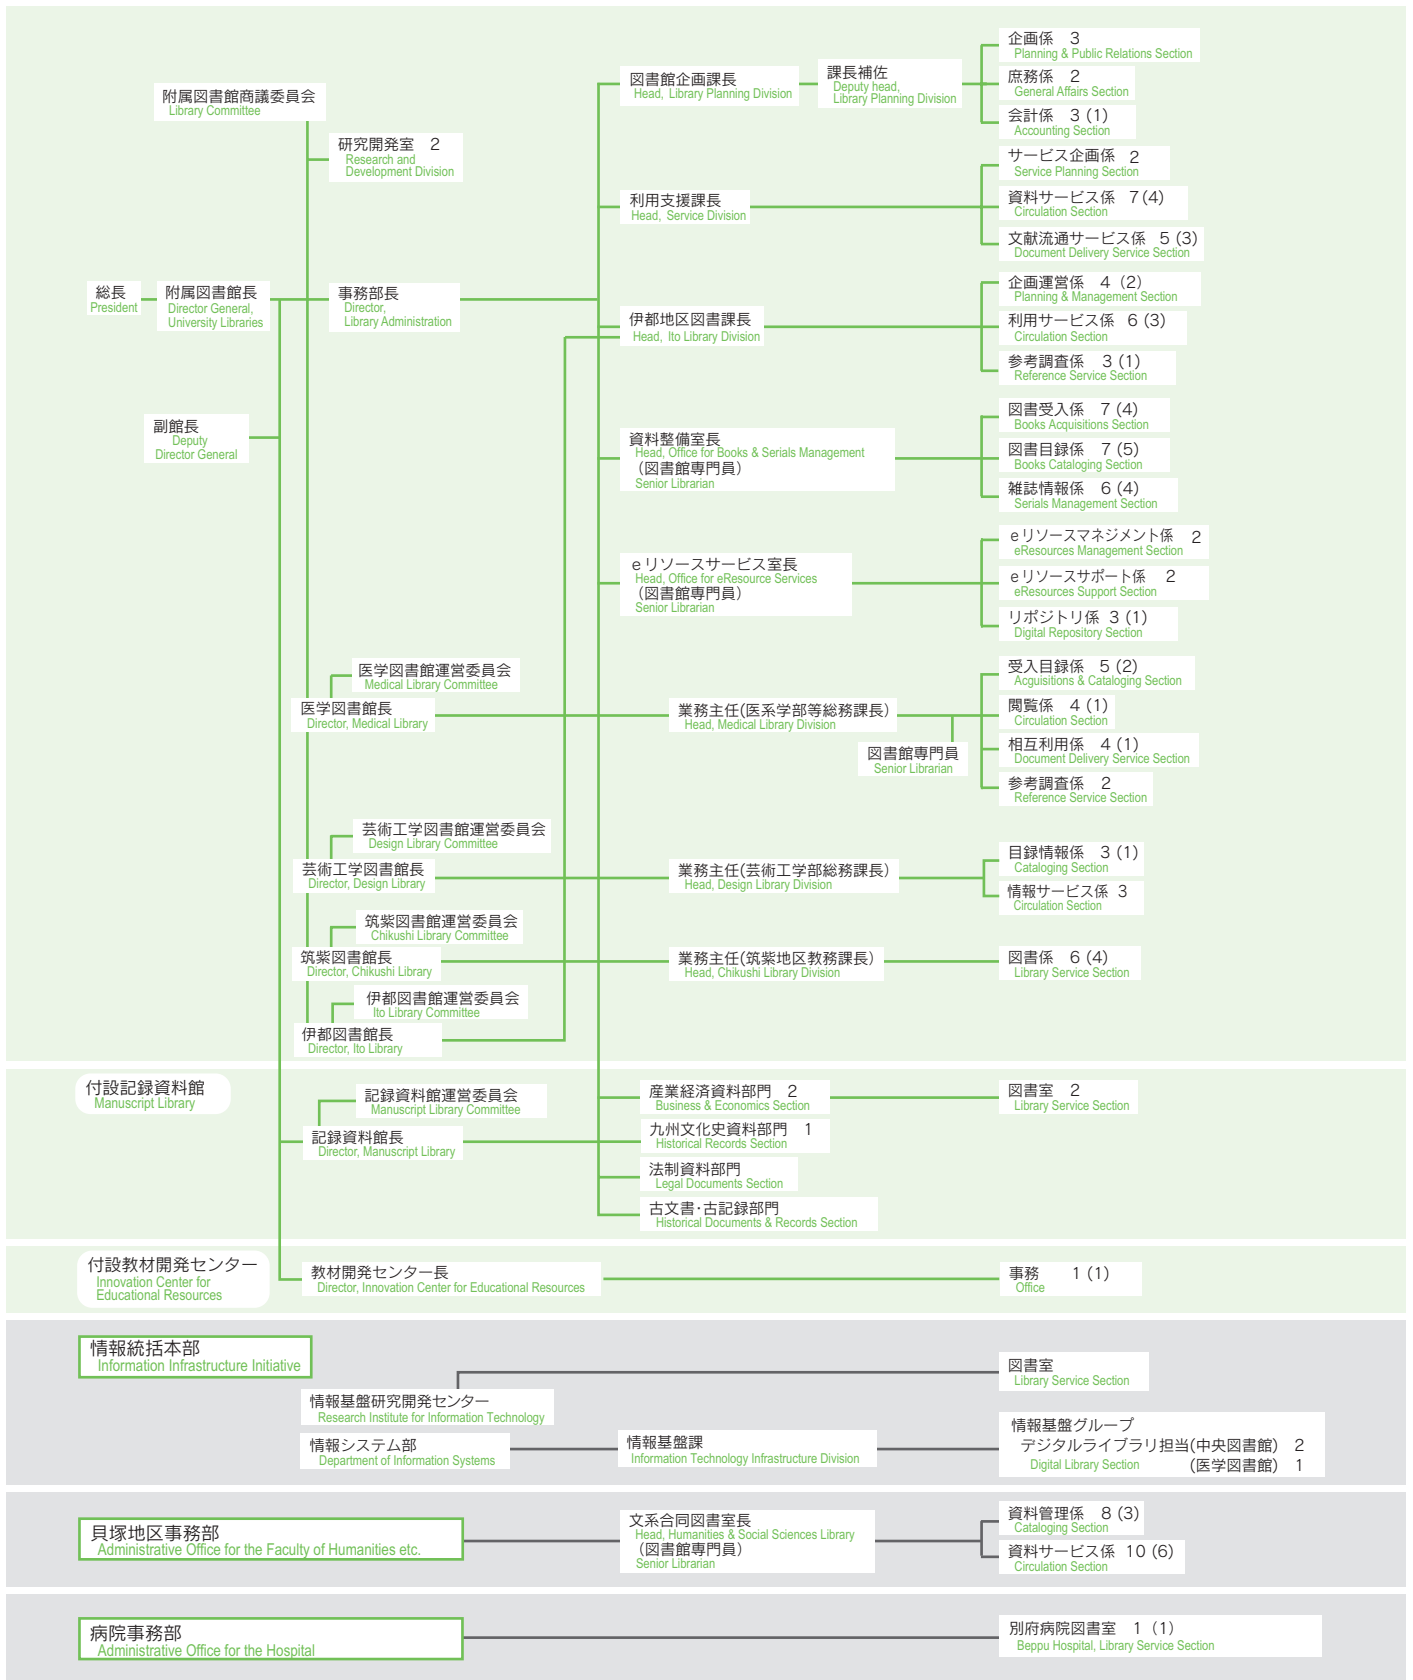 附属図書館商議委員会
Library Committee
研究開発室 2
Research and
Development Division
総長
President
附属図書館長
Director General,
University Libraries
事務部長
Director,
Library Administration
副館長
Deputy
Director General
図書館企画課長
Head, Library Planning Division
課長補佐
Deputy head,
Library Planning Division
企画係 3
Planning & Public Relations Section
庶務係 2
General Affairs Section
会計係 3 (1)
Accounting Section
利用支援課長
Head, Service Division
サービス企画係 2
Service Planning Section
資料サービス係 7 (4)
Circulation Section
文献流通サービス係 5 (3)
Document Delivery Service Section
伊都地区図書課長
Head, Ito Library Division
企画運営係 4 (2)
Planning & Management Section
利用サービス係 6 (3)
Circulation Section
参考調査係 3 (1)
Reference Service Section
資料整備室長
Head, Office for Books & Serials Management
(図書館専門員)
Senior Librarian
図書受入係 7 (4)
Books Acquisitions Section
図書目録係 7 (5)
Books Cataloging Section
雑誌情報係 6 (4)
Serials Management Section
eリソースサービス室長
Head, Office for eResource Services
(図書館専門員)
Senior Librarian
eリソースマネジメント係 2
eResources Management Section
eリソースサポート係 2
eResources Support Section
リポジトリ係 3 (1)
Digital Repository Section
医学図書館運営委員会
Medical Library Committee
医学図書館長
Director, Medical Library
業務主任(医系学部等総務課長)
Head, Medical Library Division
図書館専門員
Senior Librarian
受入目録係 5 (2)
Acquisitions & Cataloging Section
閲覧係 4 (1)
Circulation Section
相互利用係 4 (1)
Document Delivery Service Section
参考調査係 2
Reference Service Section
芸術工学図書館運営委員会
Design Library Committee
芸術工学図書館長
Director, Design Library
業務主任(芸術工学部総務課長)
Head, Design Library Division
目録情報係 3 (1)
Cataloging Section
情報サービス係 3
Circulation Section
筑紫図書館運営委員会
Chikushi Library Committee
筑紫図書館長
Director, Chikushi Library
業務主任(筑紫地区教務課長)
Head, Chikushi Library Division
図書係 6 (4)
Library Service Section
伊都図書館運営委員会
Ito Library Committee
伊都図書館長
Director, Ito Library
付設記録資料館
Manuscript Library
記録資料館運営委員会
Manuscript Library Committee
記録資料館長
Director, Manuscript Library
産業経済資料部門 2
Business & Economics Section
図書室 2
Library Service Section
九州文化史資料部門 1
Historical Records Section
法制資料部門
Legal Documents Section
古文書・古記録部門
Historical Documents & Records Section
付設教材開発センター
Innovation Center for
Educational Resources
教材開発センター長
Director, Innovation Center for Educational Resources
事務 1 (1)
Office
情報統括本部
Information Infrastructure Initiative
図書室
Library Service Section
情報基盤研究開発センター
Research Institute for Information Technology
情報システム部
Department of Information Systems
情報基盤課
Information Technology Infrastructure Division
情報基盤グループ
デジタルライブラリ担当(中央図書館) 2
Digital Library Section (医学図書館) 1
貝塚地区事務部
Administrative Office for the Faculty of Humanities etc.
文系合同図書室長
Head, Humanities & Social Sciences Library
(図書館専門員)
Senior Librarian
資料管理係 8 (3)
Cataloging Section
資料サービス係 10 (6)
Circulation Section
病院事務部
Administrative Office for the Hospital
別府病院図書室 1 (1)
Beppu Hospital, Library Service Section